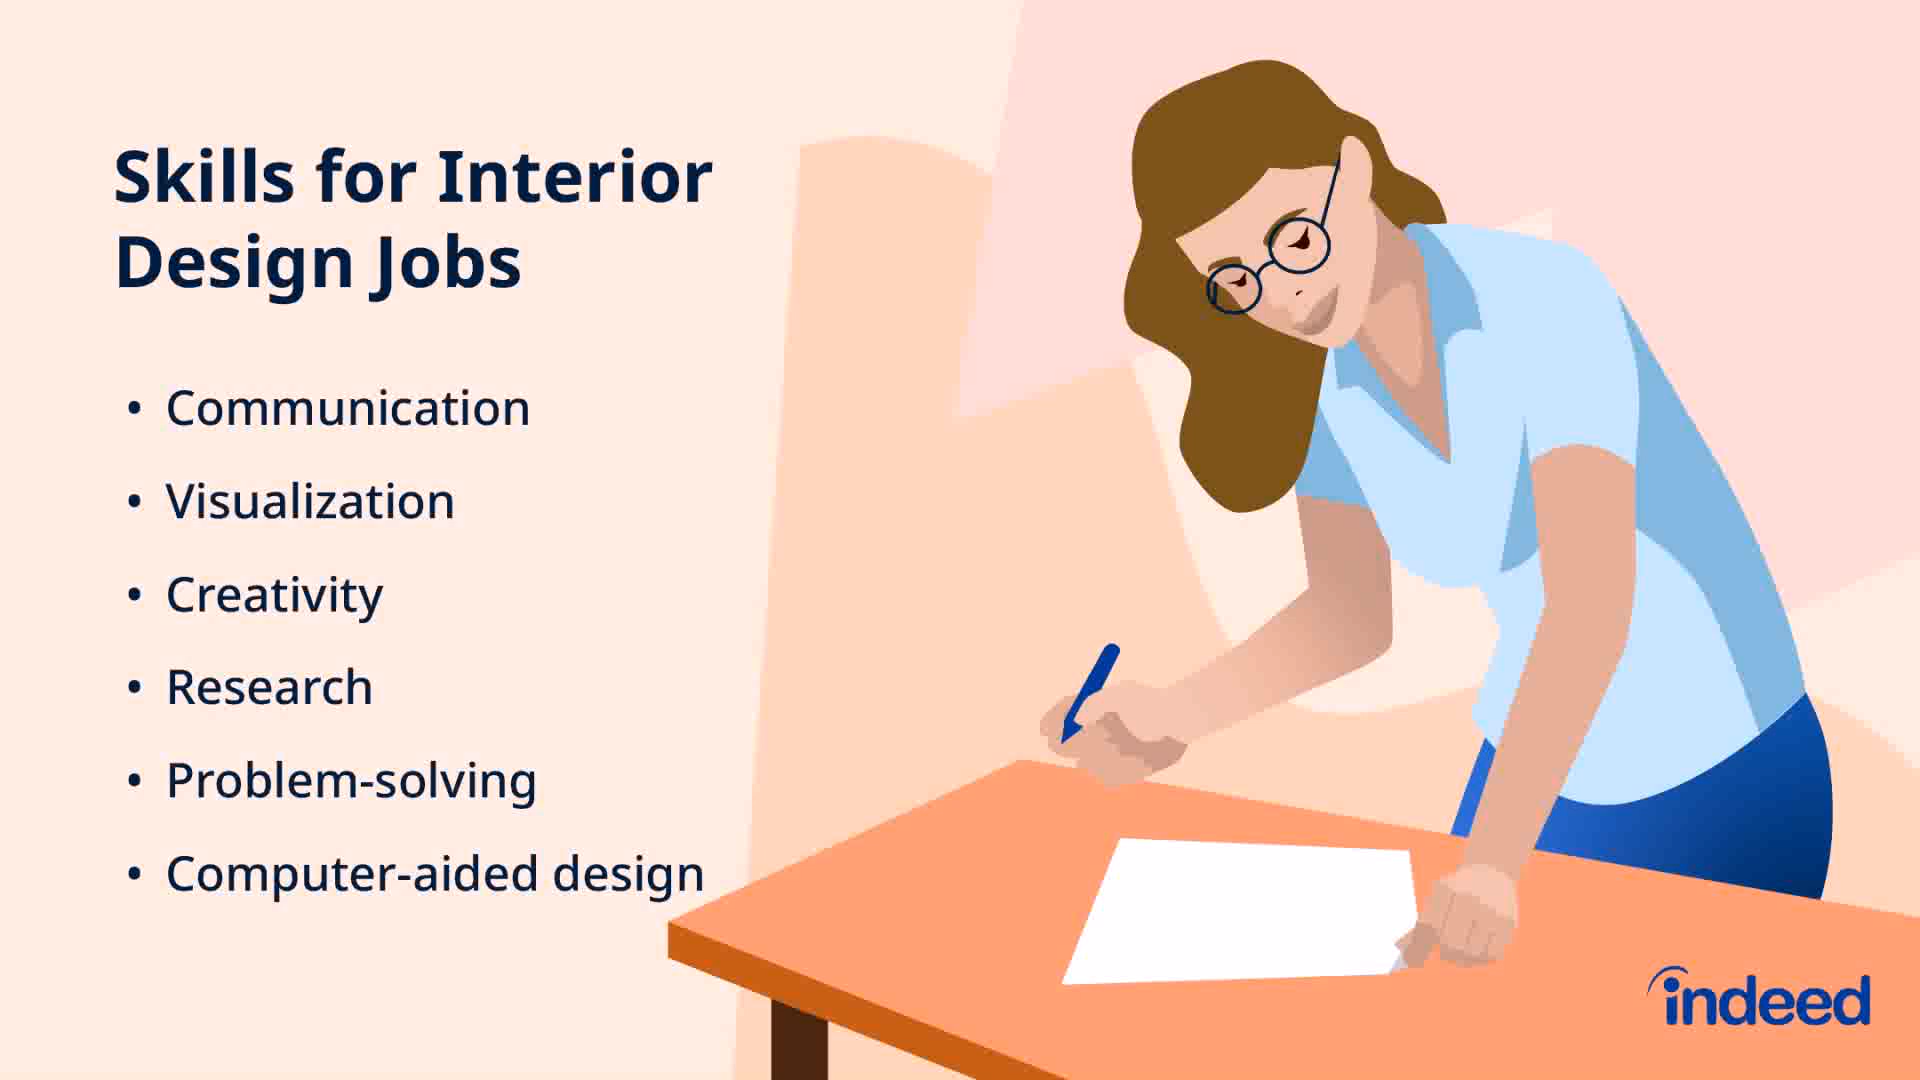 Skills for Interior
Design Jobs
• Communication
• Visualization
• Creativity
• Research
• Problem-solving
• Computer-aided design
indeed